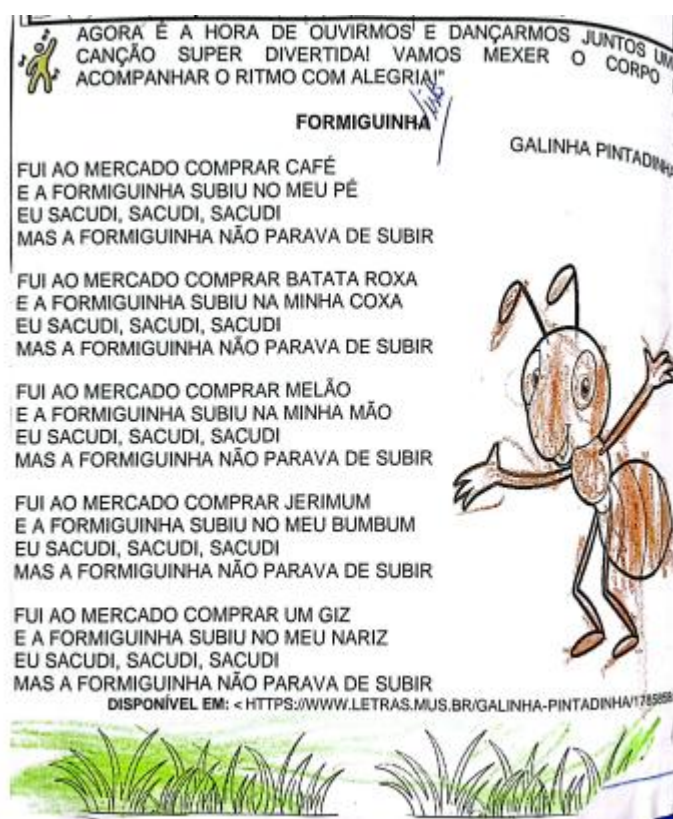 AGORA É A HORA DE OUVIRMOS E DANÇARMOS JUNTOS UM
CANÇÃO SUPER DIVERTIDA! VAMOS MEXER O CORPO
ACOMPANHAR O RITMO COM ALEGRIA!"
FORMIGUINHA
GALINHA PINTADINHA
FUI AO MERCADO COMPRAR CAFÉ
E A FORMIGUINHA SUBIU NO MEU PÉ
EU SACUDI, SACUDI, SACUDI
MAS A FORMIGUINHA NÃO PARAVA DE SUBIR
FUI AO MERCADO COMPRAR BATATA ROXA
E A FORMIGUINHA SUBIU NA MINHA COXA
EU SACUDI, SACUDI, SACUDI
MAS A FORMIGUINHA NÃO PARAVA DE SUBIR
FUI AO MERCADO COMPRAR MELÃO
E A FORMIGUINHA SUBIU NA MINHA MÃO
EU SACUDI, SACUDI, SACUDI
MAS A FORMIGUINHA NÃO PARAVA DE SUBIR
FUI AO MERCADO COMPRAR JERIMUM
E A FORMIGUINHA SUBIU NO MEU BUMBUM
EU SACUDI, SACUDI, SACUDI
MAS A FORMIGUINHA NÃO PARAVA DE SUBIR
FUI AO MERCADO COMPRAR UM GIZ
E A FORMIGUINHA SUBIU NO MEU NARIZ
EU SACUDI, SACUDI, SACUDI
MAS A FORMIGUINHA NÃO PARAVA DE SUBIR
DISPONÍVEL EM: < HTTPS://WWW.LETRAS.MUS.BR/GALINHA-PINTADINHA/1785858